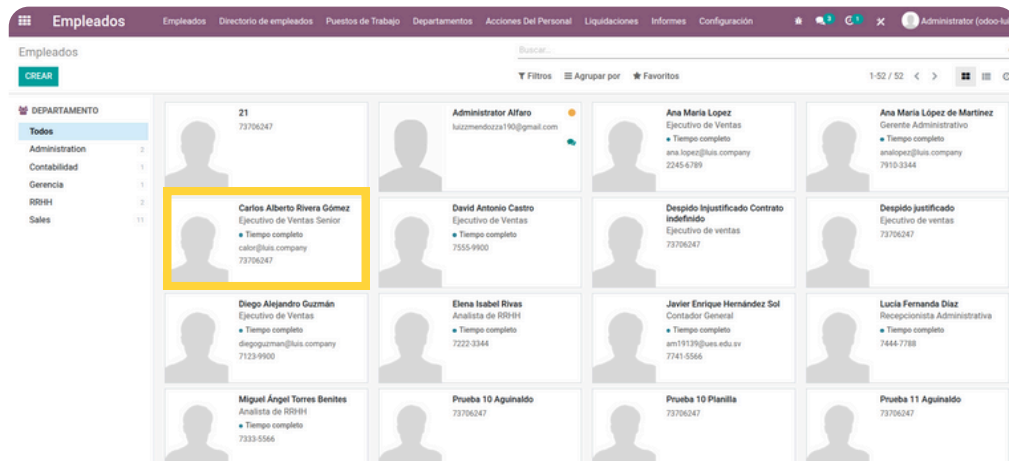 Empleados Empleados Directorio de empleados Puestos de Trabajo Departamentos Acciones Del Personal Liquidaciones Informes Configuración 3 1 Administrator (odoo-lui
Empleados
Buscar...
CREAR
Filtros Agrupar por Favoritos
1-52 / 52
DEPARTAMENTO
Todos
Administration 2
Contabilidad 1
Gerencia 1
RRHH 2
Sales 11
21
73706247
Administrator Alfaro
luizzmendozza190@gmail.com
Ana María Lopez
Ejecutivo de Ventas
Tiempo completo
ana.lopez@luis.company
2245-6789
Ana María López de Martínez
Gerente Administrativo
Tiempo completo
analopez@luis.company
7910-3344
Carlos Alberto Rivera Gómez
Ejecutivo de Ventas Senior
Tiempo completo
calor@luis.company
73706247
David Antonio Castro
Ejecutivo de Ventas
Tiempo completo
7555-9900
Despido Injustificado Contrato
indefinido
Ejecutivo de ventas
73706247
Despido justificado
Ejecutivo de ventas
73706247
Diego Alejandro Guzmán
Ejecutivo de Ventas
Tiempo completo
diegoguzman@luis.company
7123-9900
Elena Isabel Rivas
Analista de RRHH
Tiempo completo
7222-3344
Javier Enrique Hernández Sol
Contador General
Tiempo completo
am19139@ues.edu.sv
7741-5566
Lucía Fernanda Díaz
Recepcionista Administrativa
Tiempo completo
7444-7788
Miguel Ángel Torres Benites
Analista de RRHH
Tiempo completo
7333-5566
Prueba 10 Aguinaldo
73706247
Prueba 10 Planilla
73706247
Prueba 11 Aguinaldo
73706247